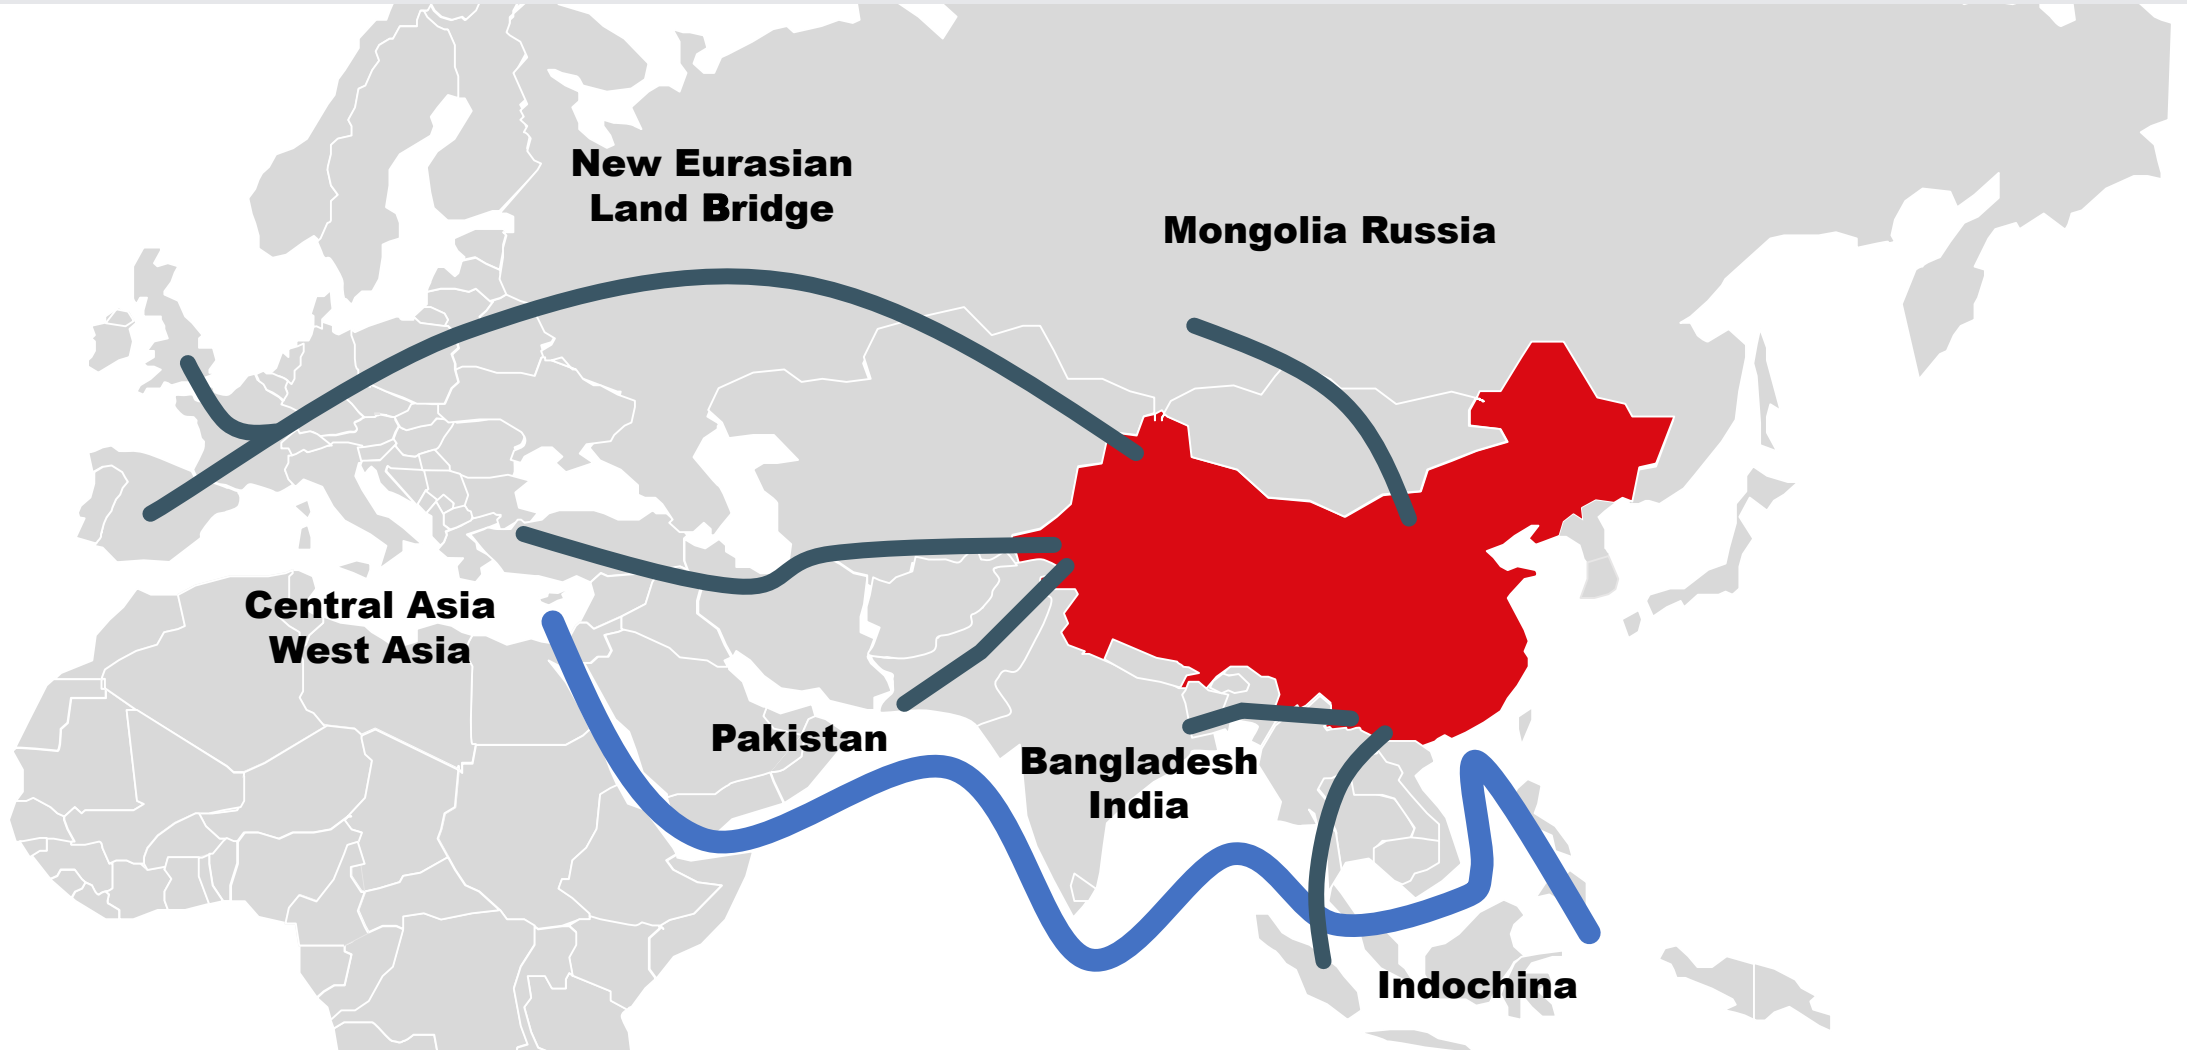 New Eurasian
Land Bridge
Mongolia Russia
Central Asia
West Asia
Pakistan
Bangladesh
India
Indochina